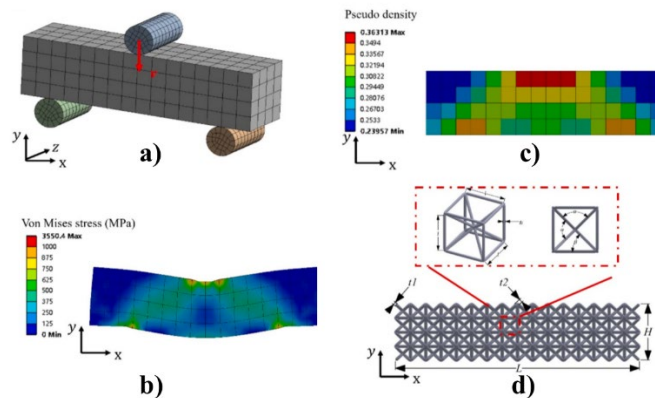 y
z
x
a)
Pseudo density
0.36313 Max
0.3494
0.33567
0.32194
0.30822
0.29449
0.28076
0.26703
0.2533
0.23957 Min
y
x
c)
Von Mises stress (MPa)
3550.4 Max
1000
875
750
625
500
375
250
125
0 Min
y
x
b)
t1
t2
H
L
y
x
d)